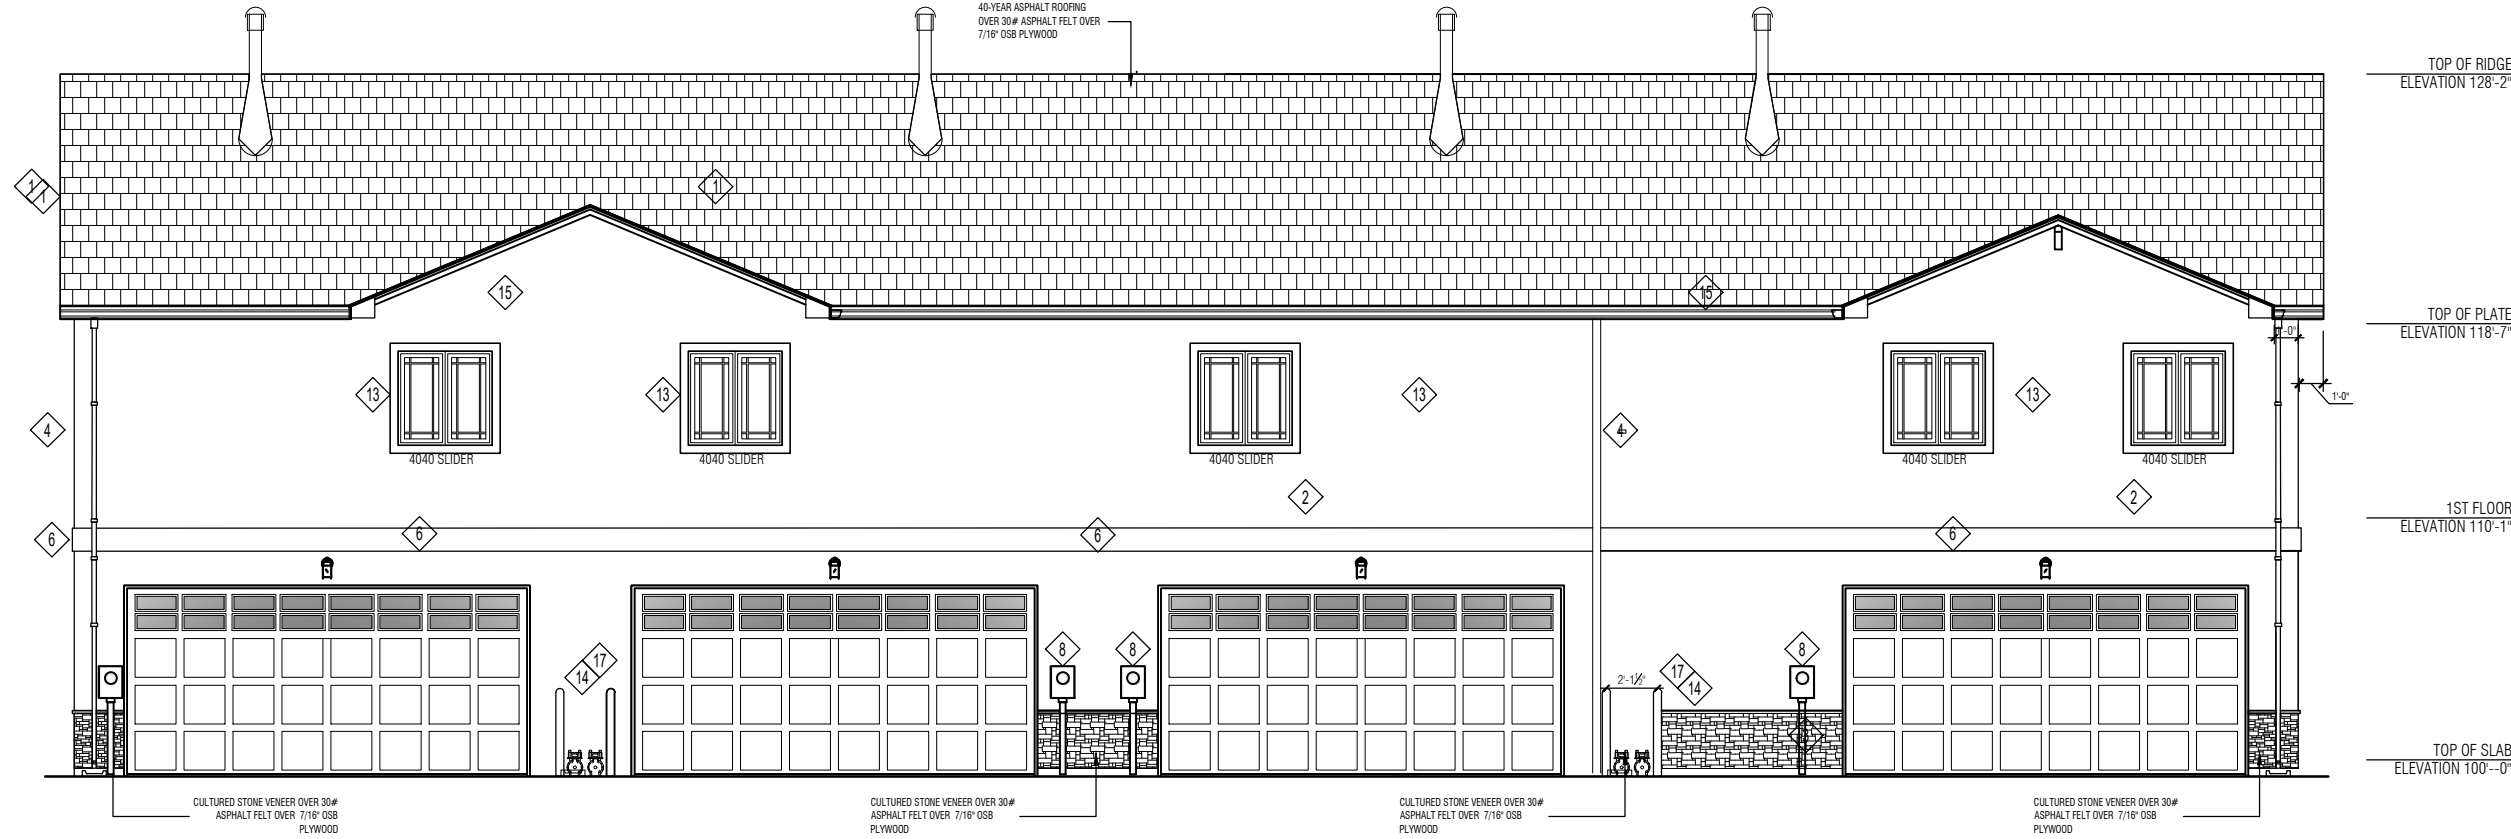 40-YEAR ASPHALT ROOFING
OVER 30# ASPHALT FELT OVER
7/16" OSB PLYWOOD
TOP OF RIDGE
ELEVATION 128'-2"
1
1
1
15
15
TOP OF PLATE
ELEVATION 118'-7"
1'-0"
1'-0"
13
13
13
13
4
4
4040 SLIDER
4040 SLIDER
4040 SLIDER
4040 SLIDER
4040 SLIDER
2
2
1ST FLOOR
ELEVATION 110'-1"
6
6
6
6
17
14
8
8
2'-1½"
17
14
8
TOP OF SLAB
ELEVATION 100'--0"
CULTURED STONE VENEER OVER 30#
ASPHALT FELT OVER 7/16" OSB
PLYWOOD
CULTURED STONE VENEER OVER 30#
ASPHALT FELT OVER 7/16" OSB
PLYWOOD
CULTURED STONE VENEER OVER 30#
ASPHALT FELT OVER 7/16" OSB
PLYWOOD
CULTURED STONE VENEER OVER 30#
ASPHALT FELT OVER 7/16" OSB
PLYWOOD